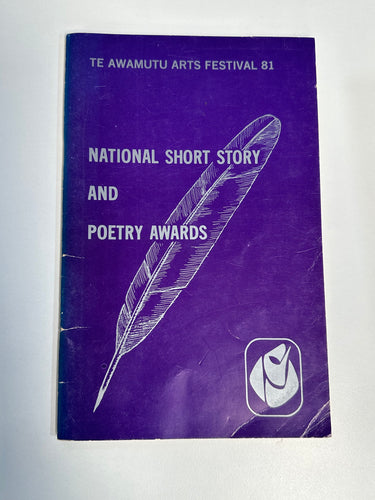 TE AWAMUTU ARTS FESTIVAL 81
NATIONAL SHORT STORY
AND
POETRY AWARDS